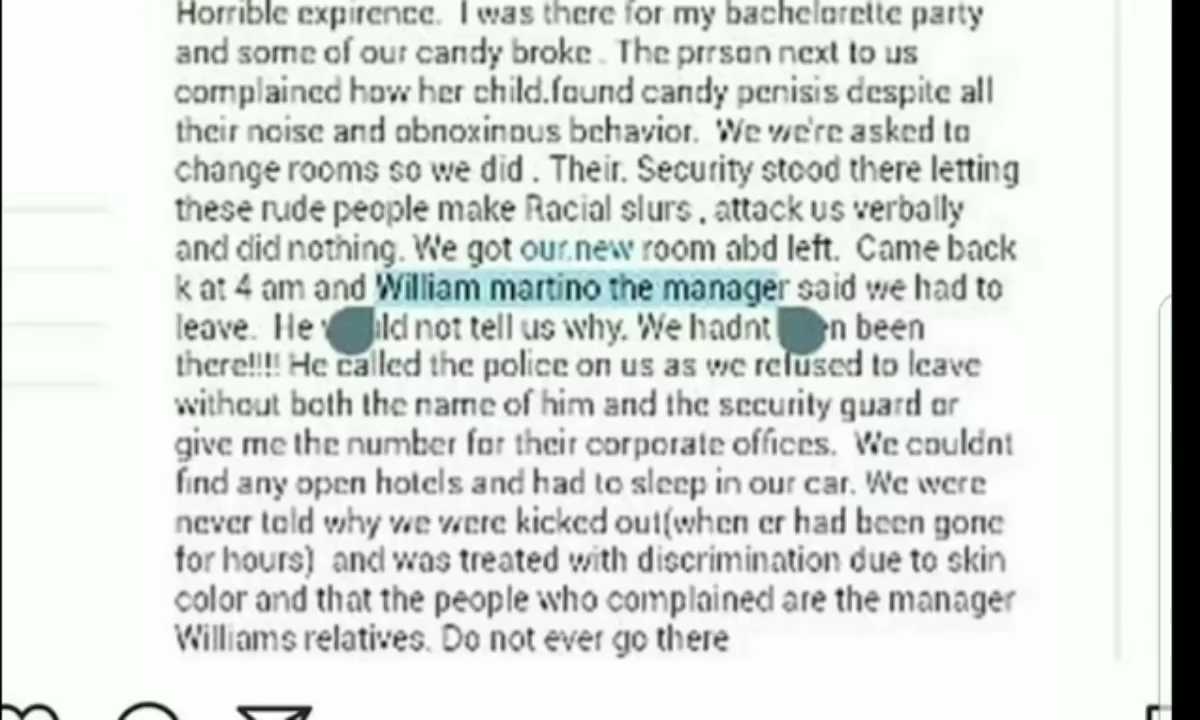 Horrible expirence. I was there for my bachelorette party
and some of our candy broke . The prrson next to us
complained how her child.found candy penisis despite all
their noise and obnoxinous behavior. We we're asked to
change rooms so we did . Their. Security stood there letting
these rude people make Racial slurs , attack us verbally
and did nothing. We got our.new room abd left. Came back
k at 4 am and William martino the manager said we had to
leave. He not tell us why. We hadnt been
there!!!! He called the police on us as we refused to leave
without both the name of him and the security guard or
give me the number for their corporate offices. We couldnt
find any open hotels and had to sleep in our car. We were
never told why we were kicked out(when er had been gone
for hours) and was treated with discrimination due to skin
color and that the people who complained are the manager
Williams relatives. Do not ever go there